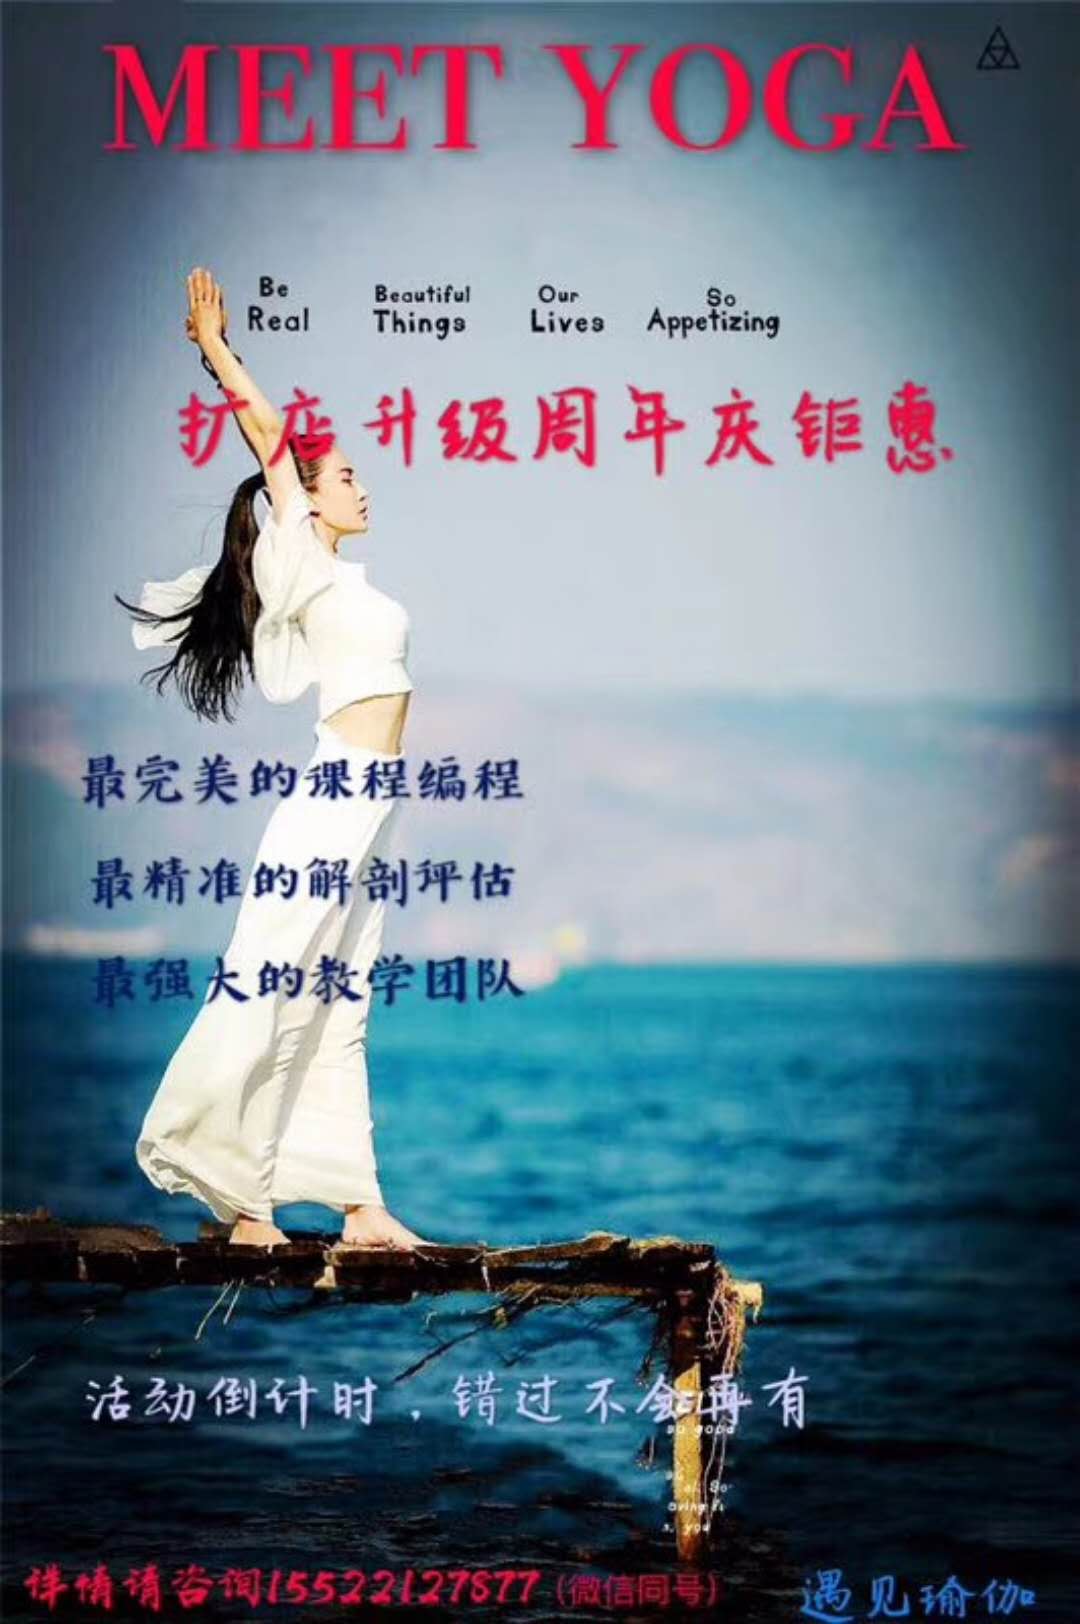 MEET YOGA
Be Beautiful Our So
Real Things Lives Appetizing
扩店升级周年庆钜惠
最完美的课程编程
最精准的解剖评估
最强大的教学团队
活动倒计时，错过不会再有
so good
you
详情请咨询15522127877（微信同号）
遇见瑜伽